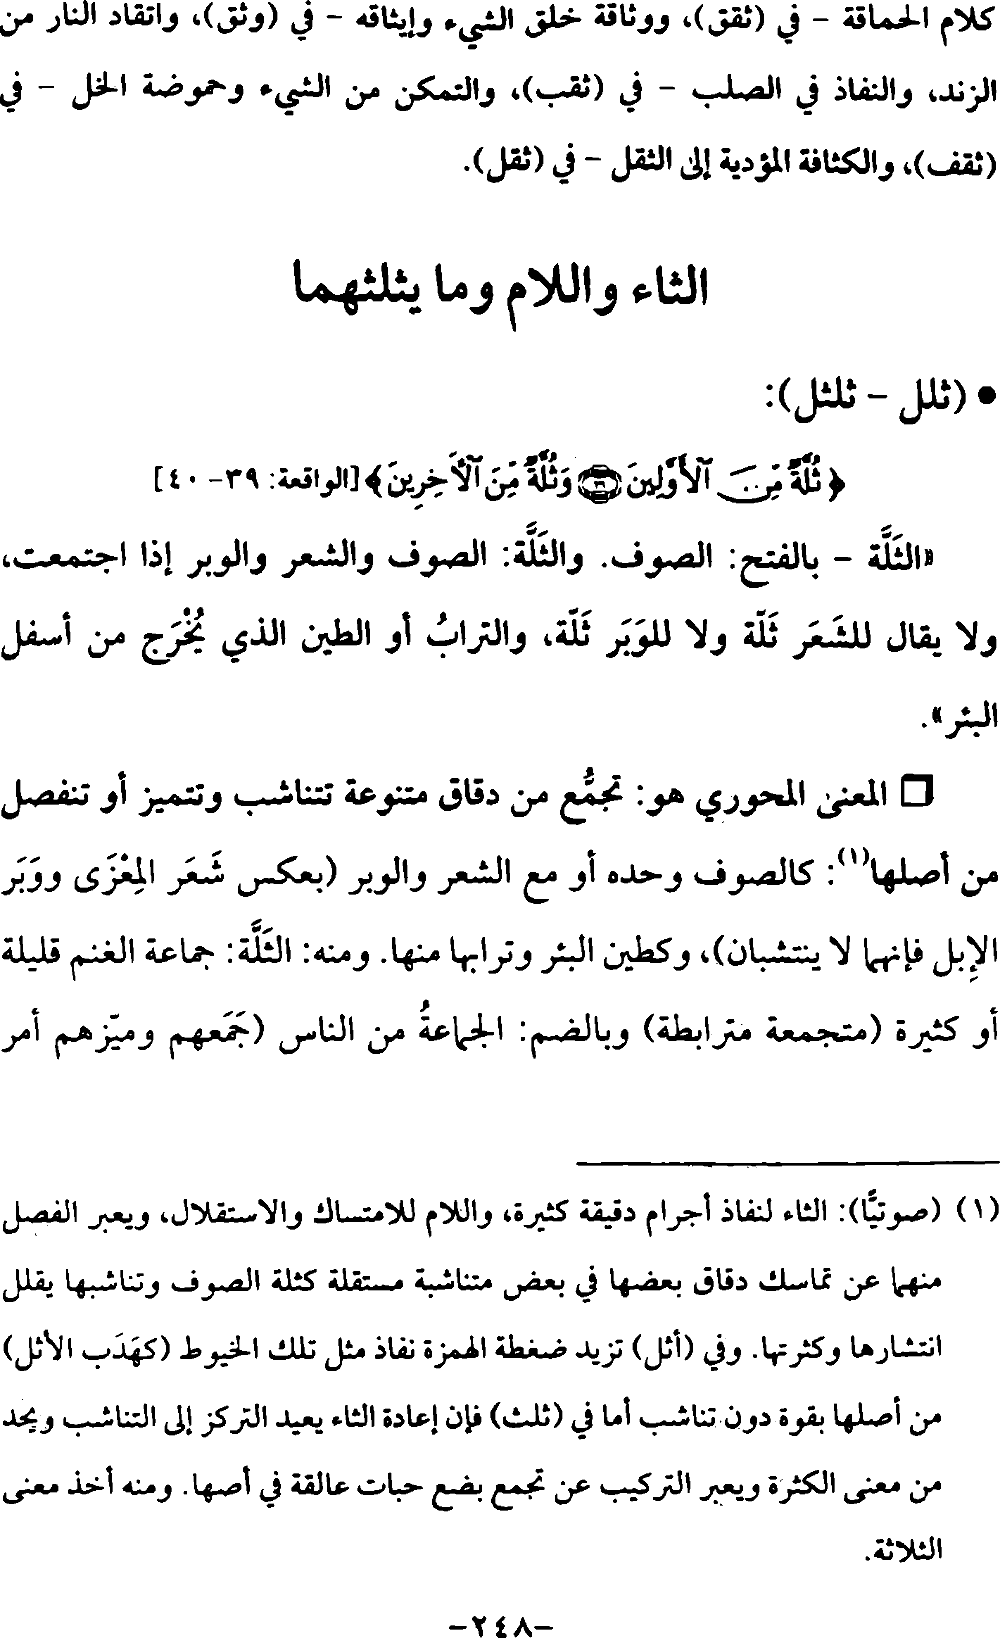 كلام الحماقة - في (ثقق)، ووثاقة خلق الشيء وإيثاقه - في (وثق)، واتقاد النار من
الزند، والنفاذ في الصلب - في (ثقب)، والتمكن من الشيء وحموضة الخل - في
(ثقف)، والكثافة المؤدية إلى الثقل - في (ثقل).
الثاء واللام وما يثلثهما
• (ثلل - ثلثل):
﴿ثُلَّةٌ مِّنَ ٱلْأَوَّلِينَ ۝٣٩ وَثُلَّةٌ مِّنَ ٱلْأَخِرِينَ﴾ [الواقعة: ٣٩-٤٠]
«الثَلَّة - بالفتح: الصوف. والثَلَّة: الصوف والشعر والوبر إذا اجتمعت،
ولا يقال للشَعَر ثَلّة ولا للوَبَر ثَلّة، والترابُ أو الطين الذي يُخْرَج من أسفل
البئر».
❑ المعنى المحوري هو: تجمُّع من دقاق متنوعة تتناشب وتتميز أو تنفصل
من أصلها(١): كالصوف وحده أو مع الشعر والوبر (بعكس شَعَر المِعْزَى ووَبَر
الإِبل فإنهما لا ينتشبان)، وكطين البئر وترابها منها. ومنه: الثَلَّة: جماعة الغنم قليلة
أو كثيرة (متجمعة مترابطة) وبالضم: الجماعةُ من الناس (جَمَعهم وميّزهم أمر
(١) (صوتيًّا): الثاء لنفاذ أجرام دقيقة كثيرة، واللام للامتساك والاستقلال، ويعبر الفصل
منهما عن تماسك دقاق بعضها في بعض متناشبة مستقلة كثلة الصوف وتناشبها يقلل
انتشارها وكثرتها. وفي (أثل) تزيد ضغطة الهمزة نفاذ مثل تلك الخيوط (كهَدَب الأثل)
من أصلها بقوة دون تناشب أما في (ثلث) فإن إعادة الثاء يعيد التركز إلى التناشب ويحد
من معنى الكثرة ويعبر التركيب عن تجمع بضع حبات عالقة في أصها. ومنه أخذ معنى
الثلاثة.
-٢٤٨-